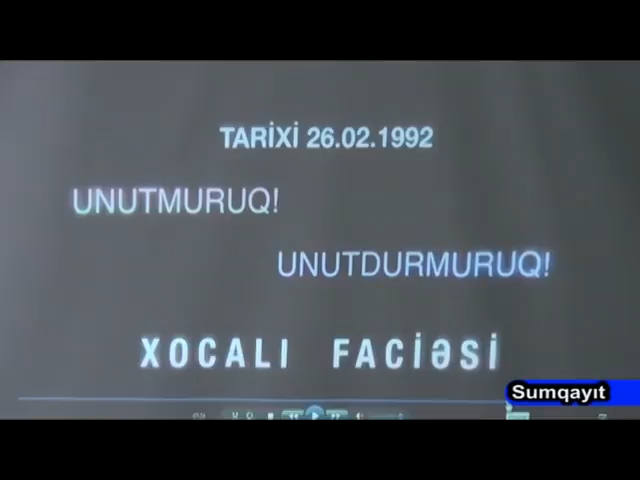 TARİXİ 26.02.1992
UNUTMURUQ!
UNUTDURMURUQ!
XOCALI FACİƏSİ
Sumqayıt